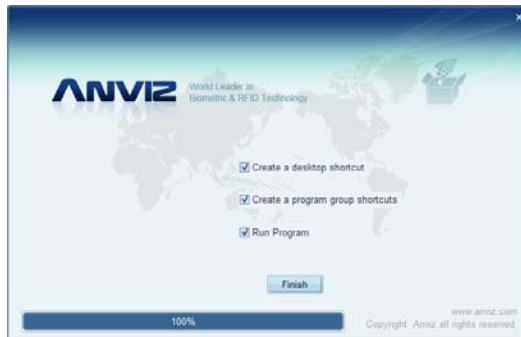 ANVIZ
World Leader in
Biometric & RFID Technology
Create a desktop shortcut
Create a program group shortcuts
Run Program
Finish
100%
www.anviz.com
Copyright Anviz all rights reserved.